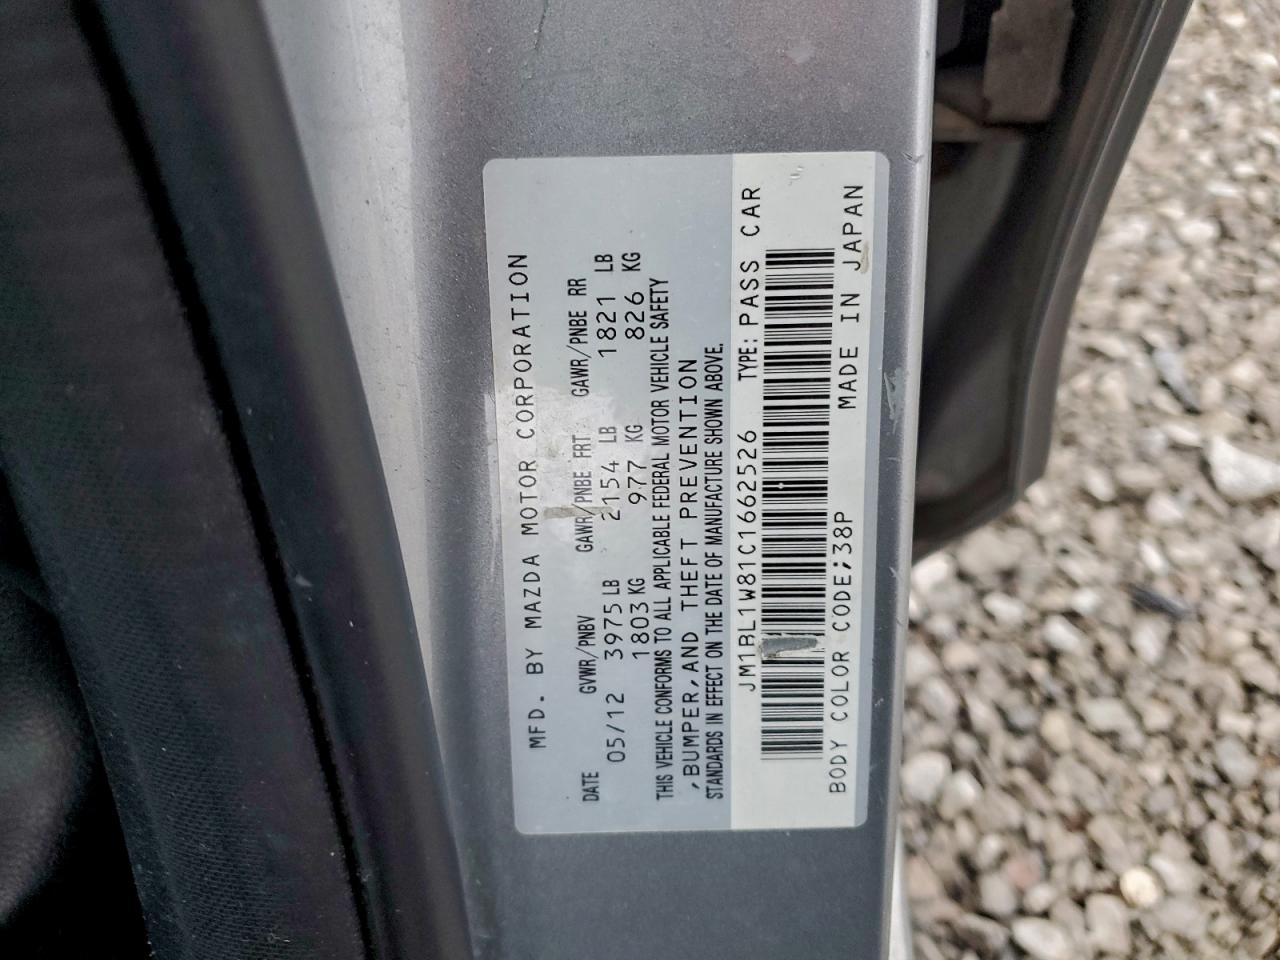 MFD. BY MAZDA MOTOR CORPORATION
DATE GVWR/PNBV GAWR/PNBE FRT GAWR/PNBE RR
05/12 3975 LB 2154 LB 1821 LB
1803 KG 977 KG 826 KG
THIS VEHICLE CONFORMS TO ALL APPLICABLE FEDERAL MOTOR VEHICLE SAFETY
,BUMPER, AND THEFT PREVENTION
STANDARDS IN EFFECT ON THE DATE OF MANUFACTURE SHOWN ABOVE.
JM1BL1W81C1662526 TYPE: PASS CAR
BODY COLOR CODE;38P MADE IN JAPAN